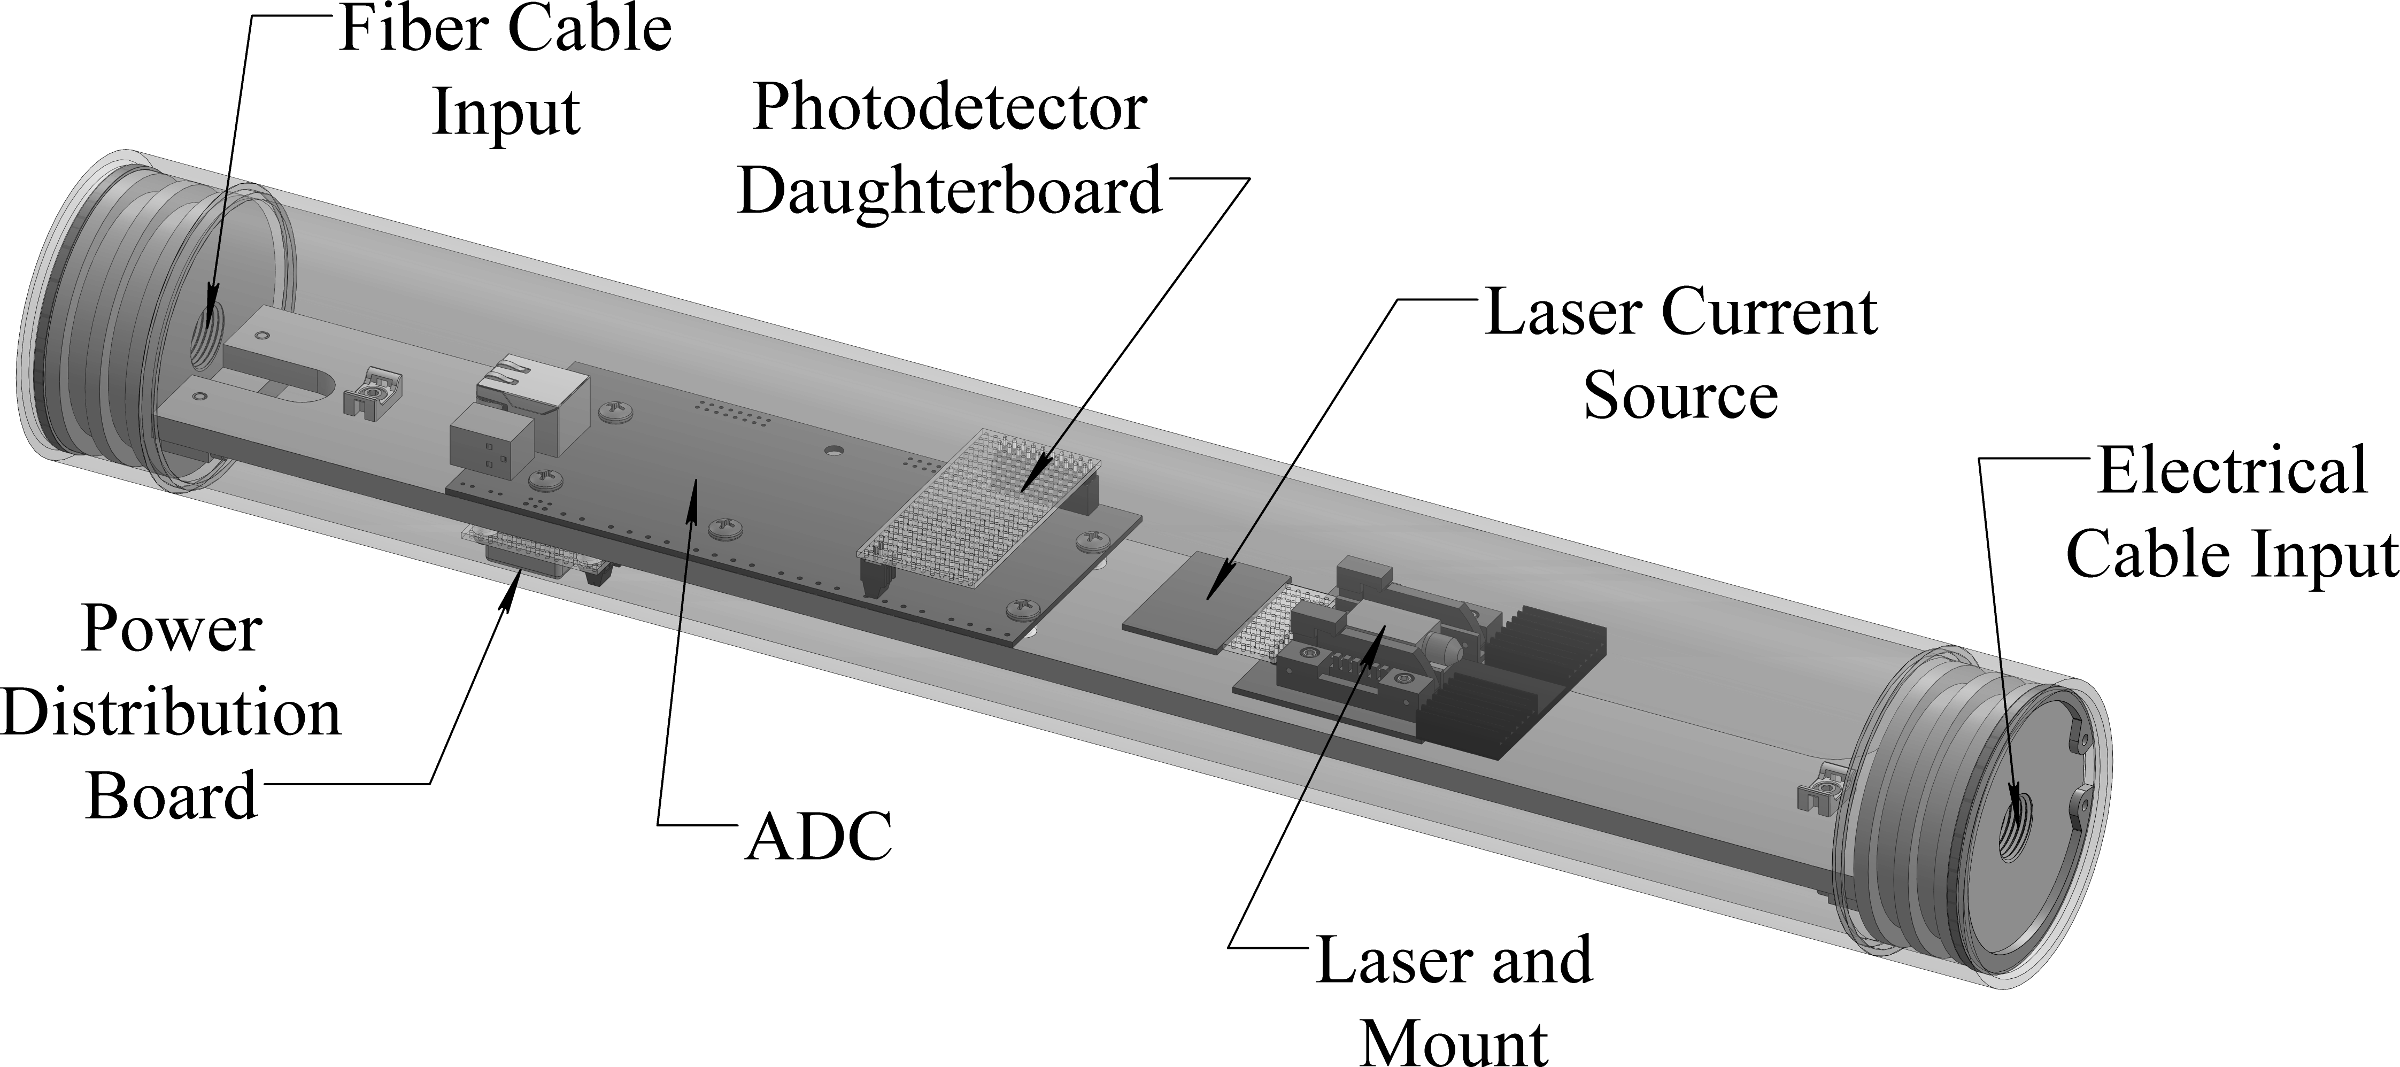 Fiber Cable
Input
Photodetector
Daughterboard
Laser Current
Source
Electrical
Cable Input
Power
Distribution
Board
ADC
Laser and
Mount